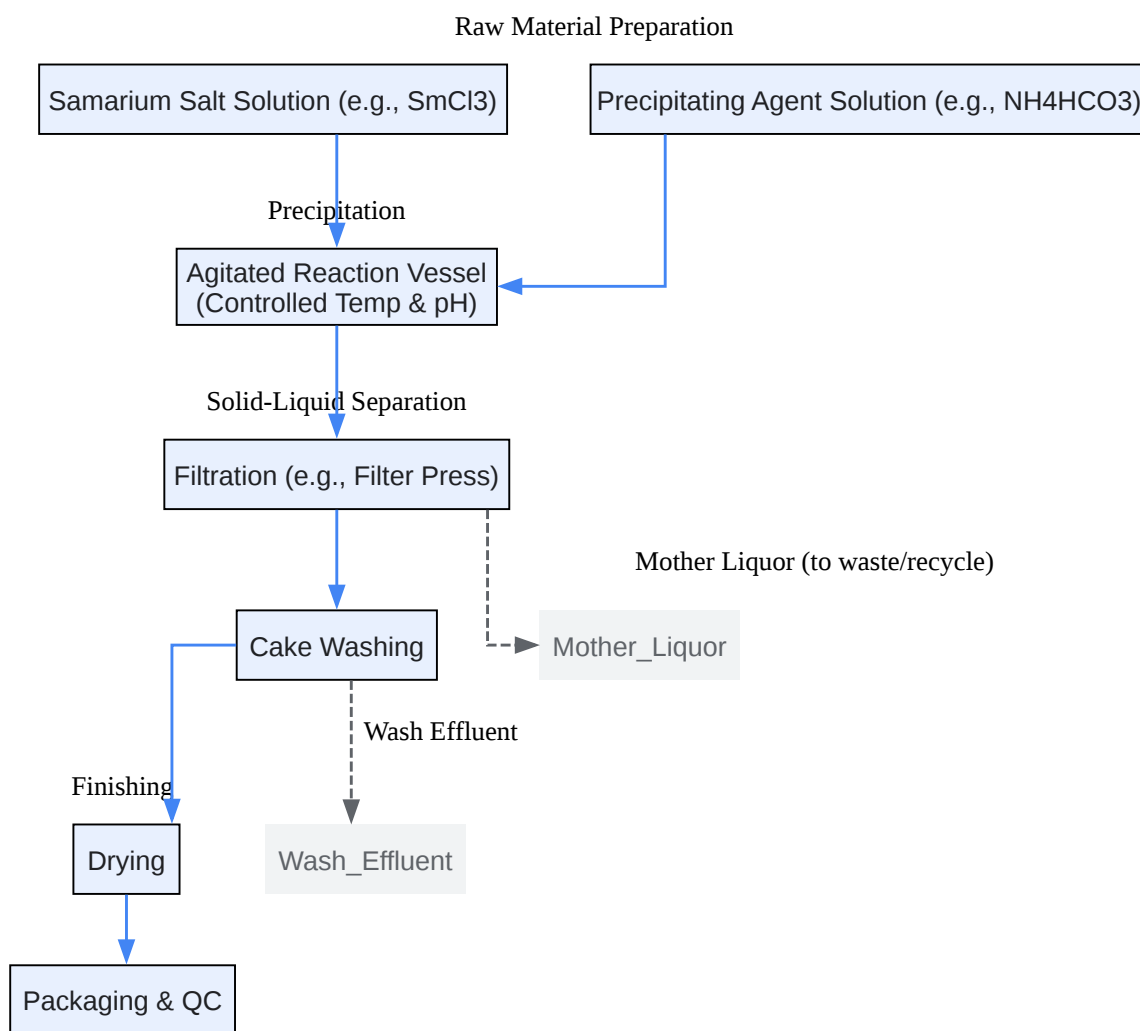 Raw Material Preparation
Samarium Salt Solution (e.g., SmCl3)
Precipitating Agent Solution (e.g., NH4HCO3)
Precipitation
Agitated Reaction Vessel
(Controlled Temp & pH)
Solid-Liquid Separation
Filtration (e.g., Filter Press)
Mother Liquor (to waste/recycle)
Cake Washing
Mother_Liquor
Wash Effluent
Finishing
Drying
Wash_Effluent
Packaging & QC